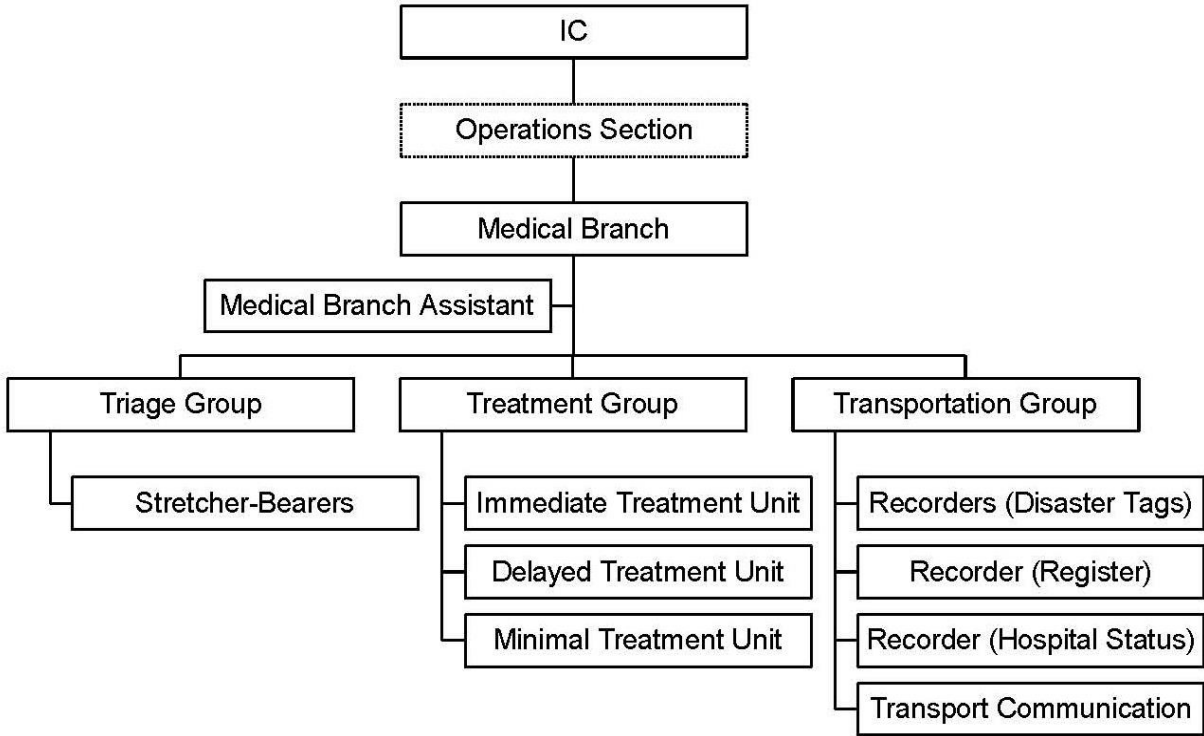 IC
Operations Section
Medical Branch
Medical Branch Assistant
Triage Group
Treatment Group
Transportation Group
Stretcher-Bearers
Immediate Treatment Unit
Recorders (Disaster Tags)
Delayed Treatment Unit
Recorder (Register)
Minimal Treatment Unit
Recorder (Hospital Status)
Transport Communication